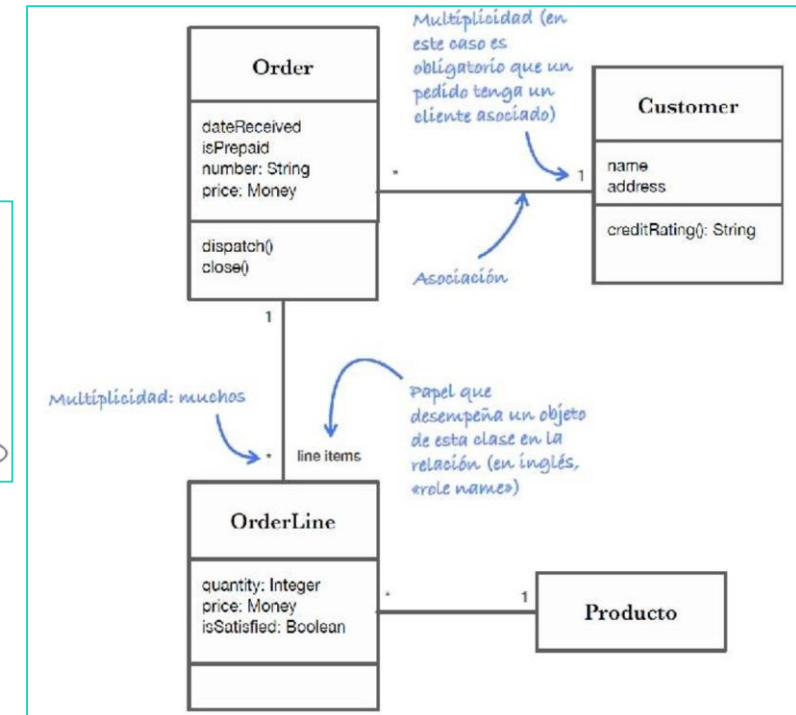 Order
dateReceived
isPrepaid
number: String
price: Money
dispatch()
close()
Multiplicidad (en
este caso es
obligatorio que un
pedido tenga un
cliente asociado)
Customer
name
address
creditRating(): String
*
1
Asociación
1
Multiplicidad: muchos
*
line items
Papel que
desempeña un objeto
de esta clase en la
relación (en inglés,
«role name»)
OrderLine
quantity: Integer
price: Money
isSatisfied: Boolean
*
1
Producto